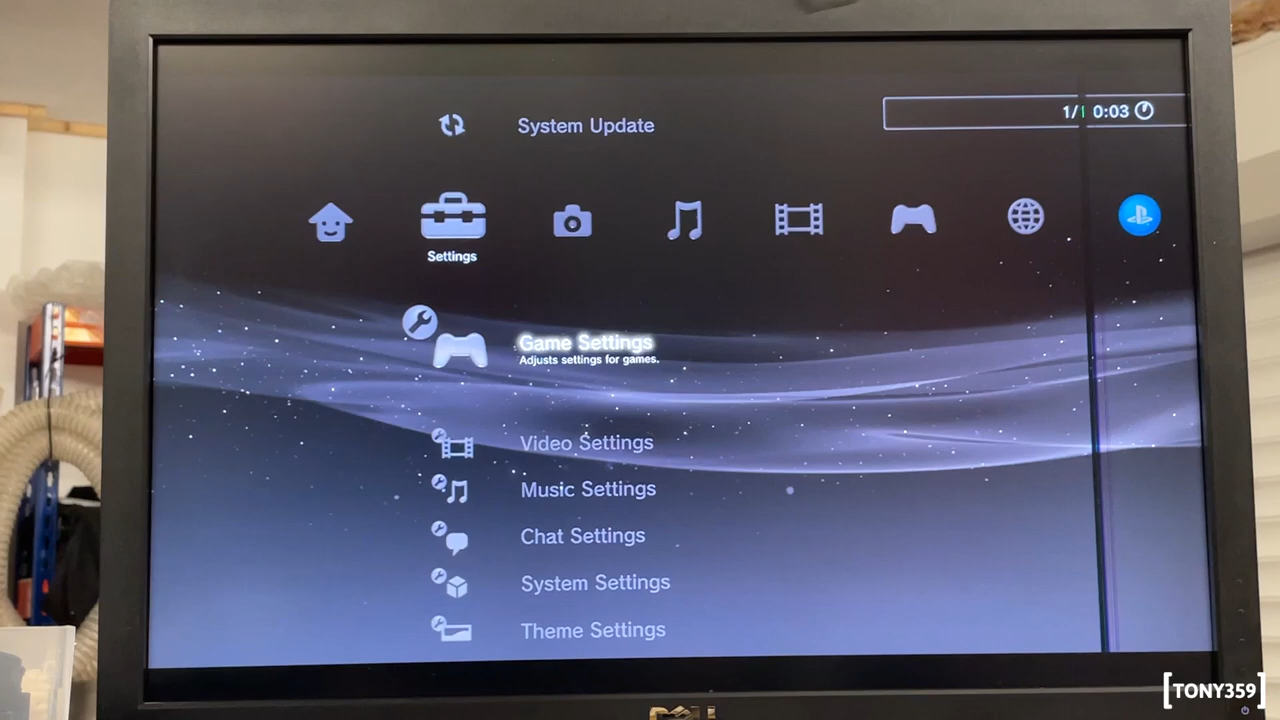 System Update
1/1 0:03
Settings
Game Settings
Adjusts settings for games.
Video Settings
Music Settings
Chat Settings
System Settings
Theme Settings
[TONY359]